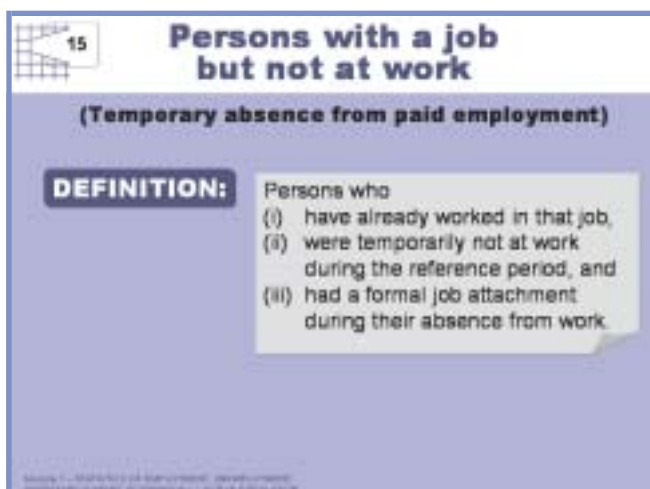 15
Persons with a job
but not at work
(Temporary absence from paid employment)
DEFINITION:
Persons who
(i) have already worked in that job,
(ii) were temporarily not at work
during the reference period, and
(iii) had a formal job attachment
during their absence from work.